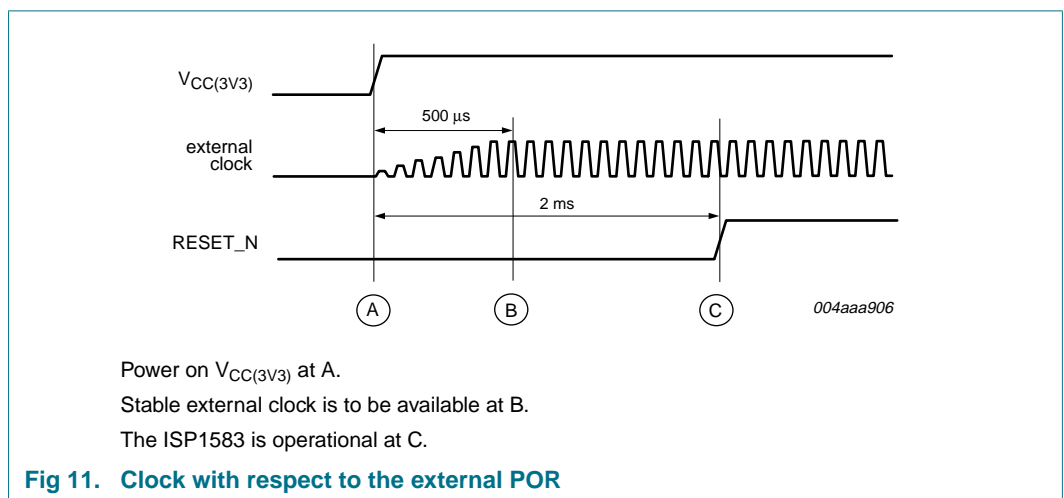 VCC(3V3)
500 μs
external
clock
2 ms
RESET_N
A
B
C
004aaa906
Power on VCC(3V3) at A.
Stable external clock is to be available at B.
The ISP1583 is operational at C.
Fig 11. Clock with respect to the external POR